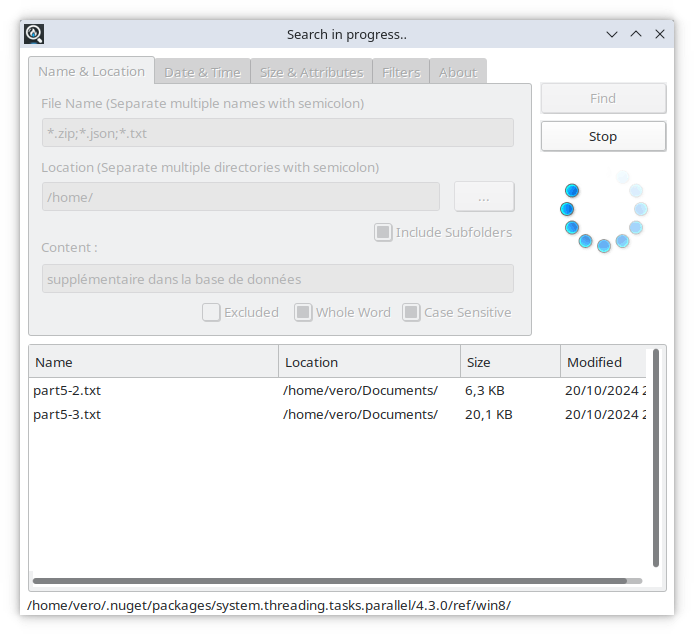 Search in progress..
Name & Location Date & Time Size & Attributes Filters About
File Name (Separate multiple names with semicolon)
*.zip;*.json;*.txt
Location (Separate multiple directories with semicolon)
/home/ ...
Include Subfolders
Content :
supplémentaire dans la base de données
Excluded Whole Word Case Sensitive
Find
Stop
Name Location Size Modified
part5-2.txt /home/vero/Documents/ 6,3 KB 20/10/2024
part5-3.txt /home/vero/Documents/ 20,1 KB 20/10/2024
/home/vero/.nuget/packages/system.threading.tasks.parallel/4.3.0/ref/win8/